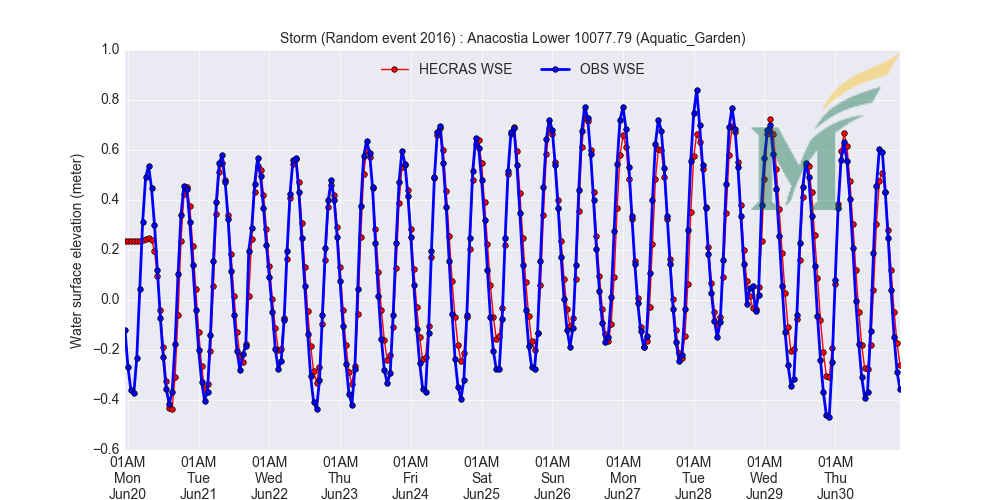 Storm (Random event 2016) : Anacostia Lower 10077.79 (Aquatic_Garden)
HECRAS WSE OBS WSE
Water surface elevation (meter)
1.0
0.8
0.6
0.4
0.2
0.0
−0.2
−0.4
−0.6
01AM 01AM 01AM 01AM 01AM 01AM 01AM 01AM 01AM 01AM 01AM
Mon Tue Wed Thu Fri Sat Sun Mon Tue Wed Thu
Jun20 Jun21 Jun22 Jun23 Jun24 Jun25 Jun26 Jun27 Jun28 Jun29 Jun30
M